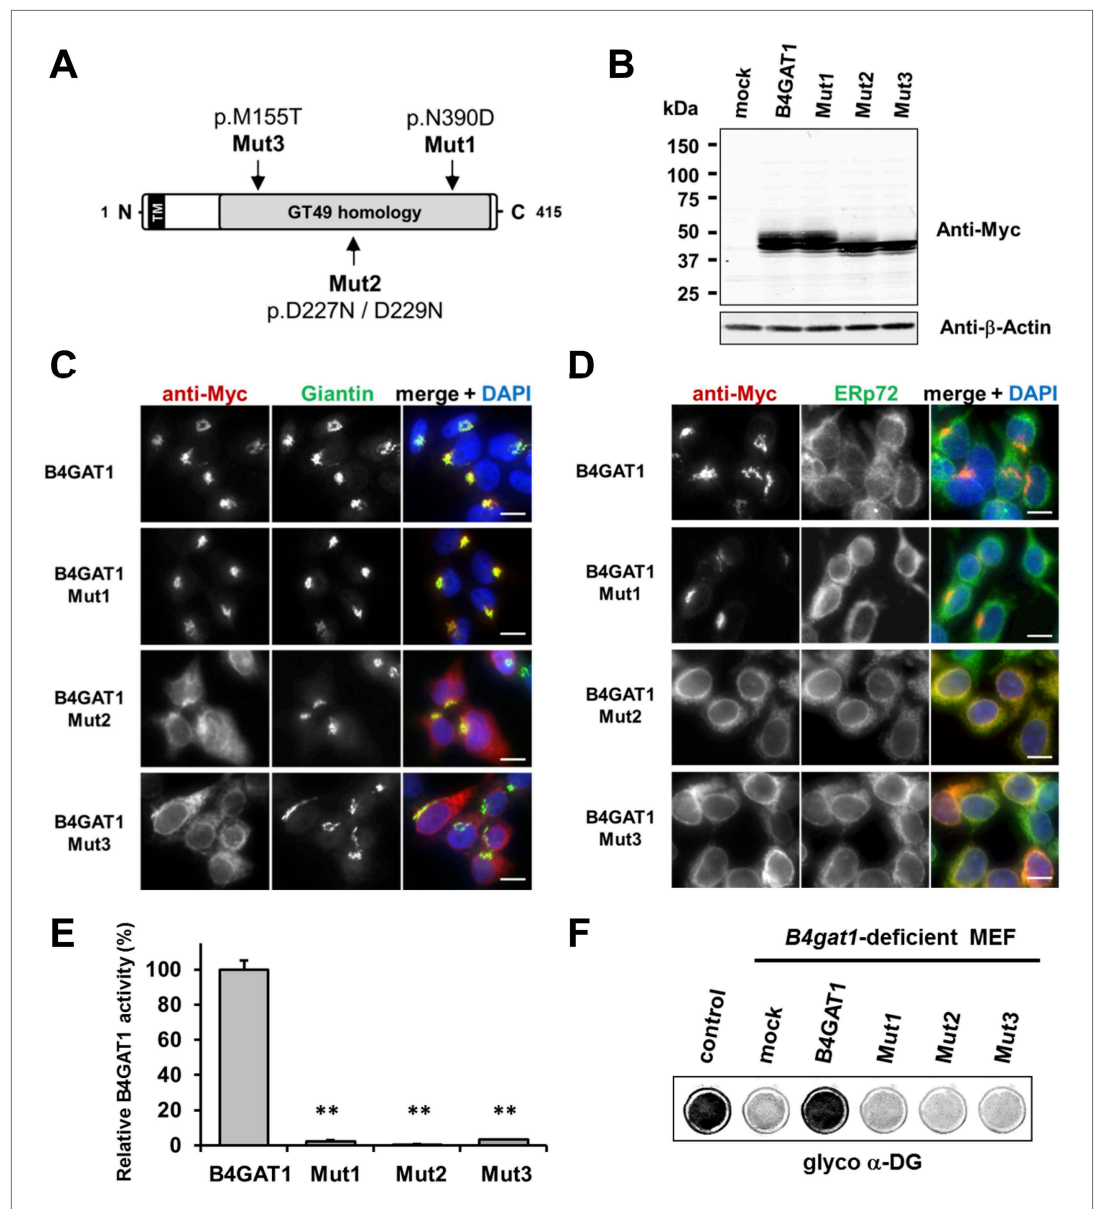 A
p.M155T
p.N390D
Mut3
Mut1
1 N
TM
GT49 homology
C 415
Mut2
p.D227N / D229N
B
mock
B4GAT1
Mut1
Mut2
Mut3
kDa
150
100
75
50
37
25
Anti-Myc
Anti-β-Actin
C
anti-Myc
Giantin
merge + DAPI
B4GAT1
B4GAT1
Mut1
B4GAT1
Mut2
B4GAT1
Mut3
D
anti-Myc
ERp72
merge + DAPI
B4GAT1
B4GAT1
Mut1
B4GAT1
Mut2
B4GAT1
Mut3
E
Relative B4GAT1 activity (%)
100
80
60
40
20
0
** ** **
B4GAT1 Mut1 Mut2 Mut3
F
B4gat1-deficient MEF
control
mock
B4GAT1
Mut1
Mut2
Mut3
glyco α-DG